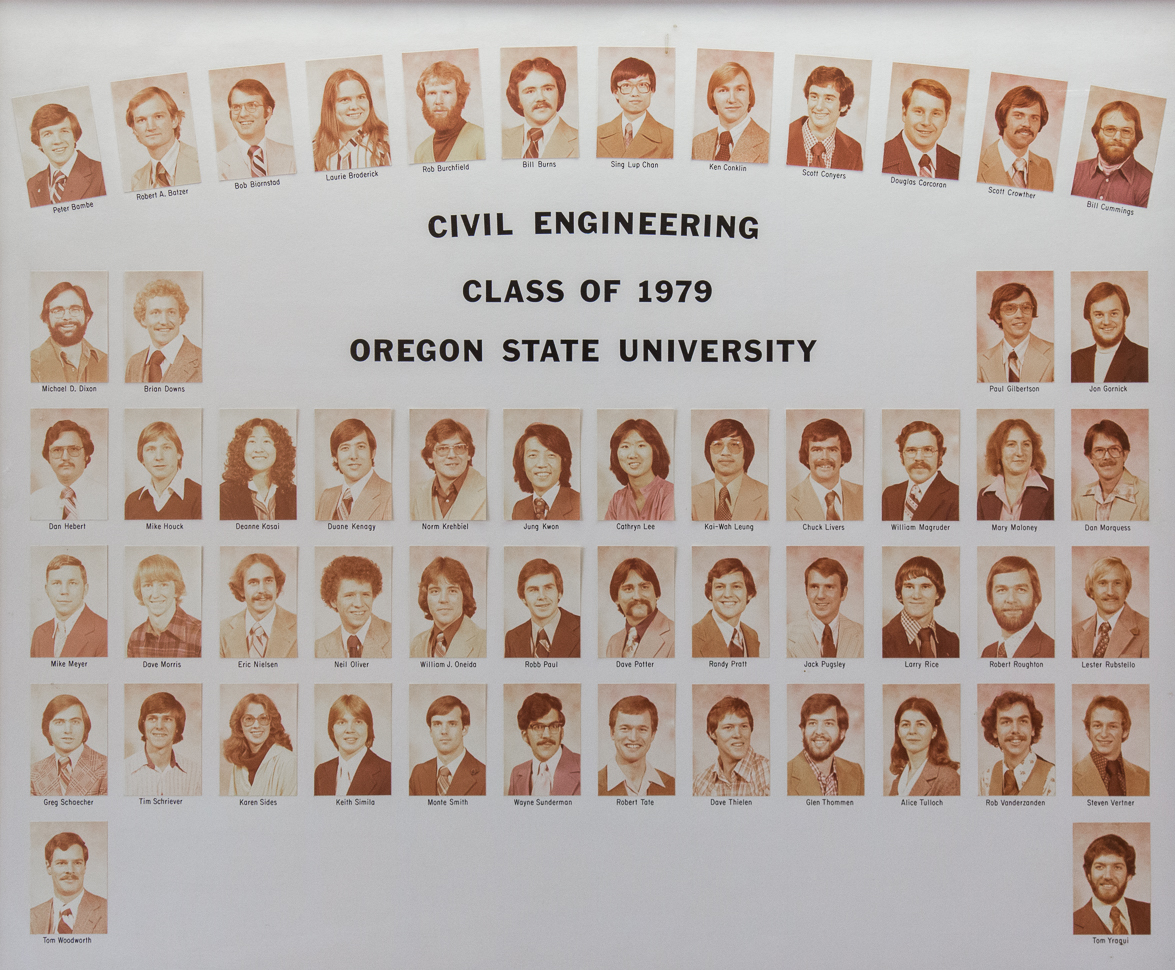 Peter Bambe
Robert A. Batzer
Bob Biornstad
Laurie Broderick
Rob Burchfield
Bill Burns
Sing Lup Chan
Ken Conklin
Scott Conyers
Douglas Corcoran
Scott Crowther
Bill Cummings
CIVIL ENGINEERING
CLASS OF 1979
OREGON STATE UNIVERSITY
Michael D. Dixon
Brian Downs
Paul Gilbertson
Jon Gornick
Dan Hebert
Mike Houck
Deanne Kasai
Duane Kenagy
Norm Krehbiel
Jung Kwon
Cathryn Lee
Kai-Wah Leung
Chuck Livers
William Magruder
Mary Maloney
Dan Marquess
Mike Meyer
Dave Morris
Eric Nielsen
Neil Oliver
William J. Oneida
Robb Paul
Dave Potter
Randy Pratt
Jack Pugsley
Larry Rice
Robert Roughton
Lester Rubstello
Greg Schaecher
Tim Schriever
Karen Sides
Keith Simila
Monte Smith
Wayne Sunderman
Robert Tate
Dave Thielen
Glen Thommen
Alice Tulloch
Rob Vanderzanden
Steven Vertner
Tom Woodworth
Tom Yraqui